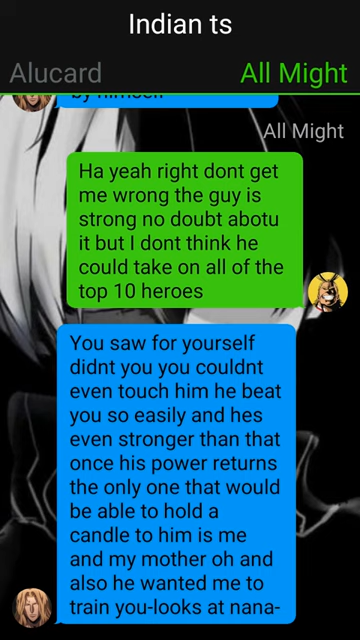 Indian ts
Alucard
All Might
by himself
All Might
Ha yeah right dont get
me wrong the guy is
strong no doubt abotu
it but I dont think he
could take on all of the
top 10 heroes
You saw for yourself
didnt you you couldnt
even touch him he beat
you so easily and hes
even stronger than that
once his power returns
the only one that would
be able to hold a
candle to him is me
and my mother oh and
also he wanted me to
train you-looks at nana-